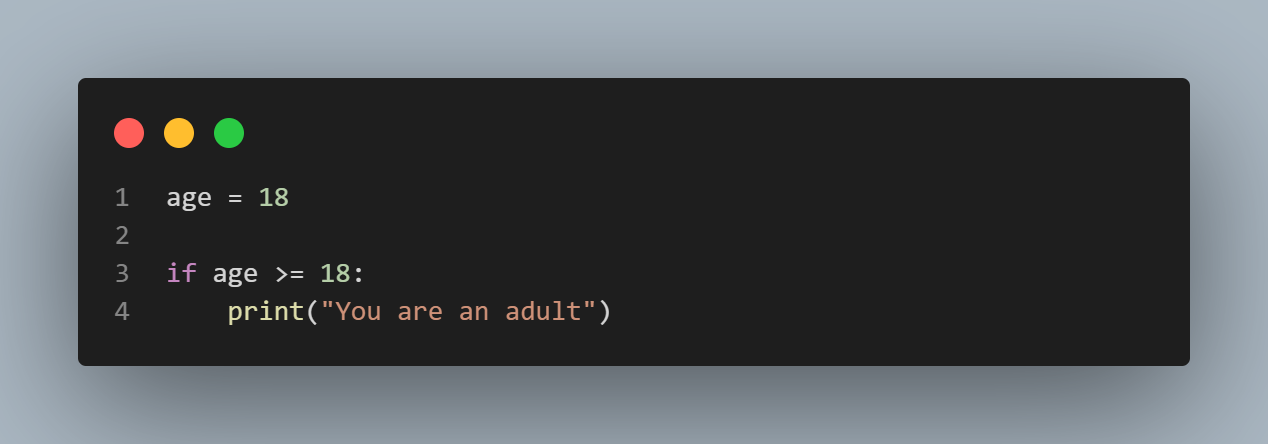 1 age = 18
2
3 if age >= 18:
4     print("You are an adult")